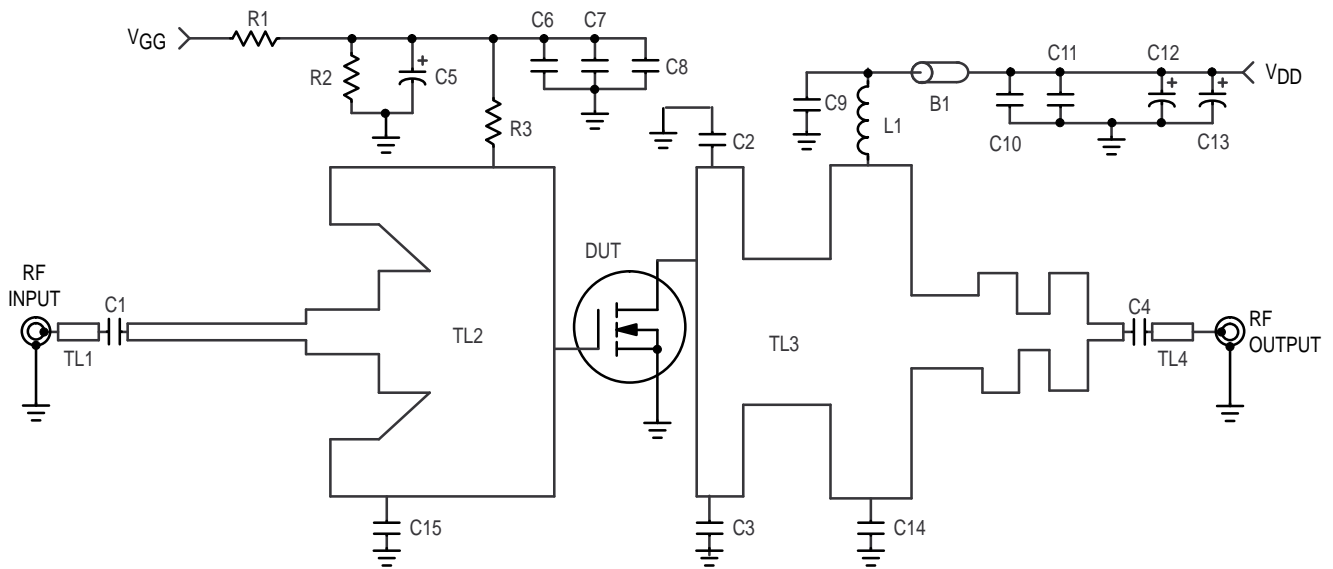 VGG
R1
C6
C7
R2
C5
C8
R3
C2
C9
L1
B1
C11
C12
VDD
C10
C13
RF
INPUT
C1
TL1
TL2
DUT
TL3
C4
TL4
RF
OUTPUT
C15
C3
C14
+
+
+